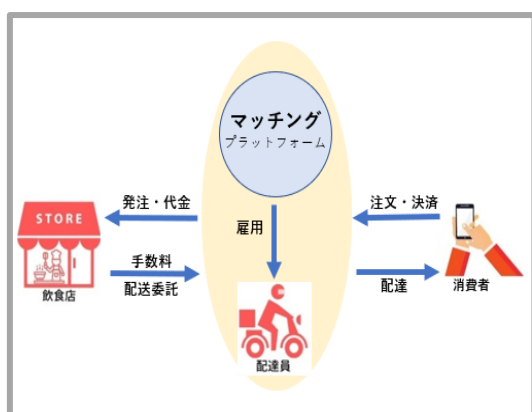 マッチング
プラットフォーム
発注・代金
注文・決済
STORE
雇用
手数料
配送委託
配達
飲食店
消費者
配達員